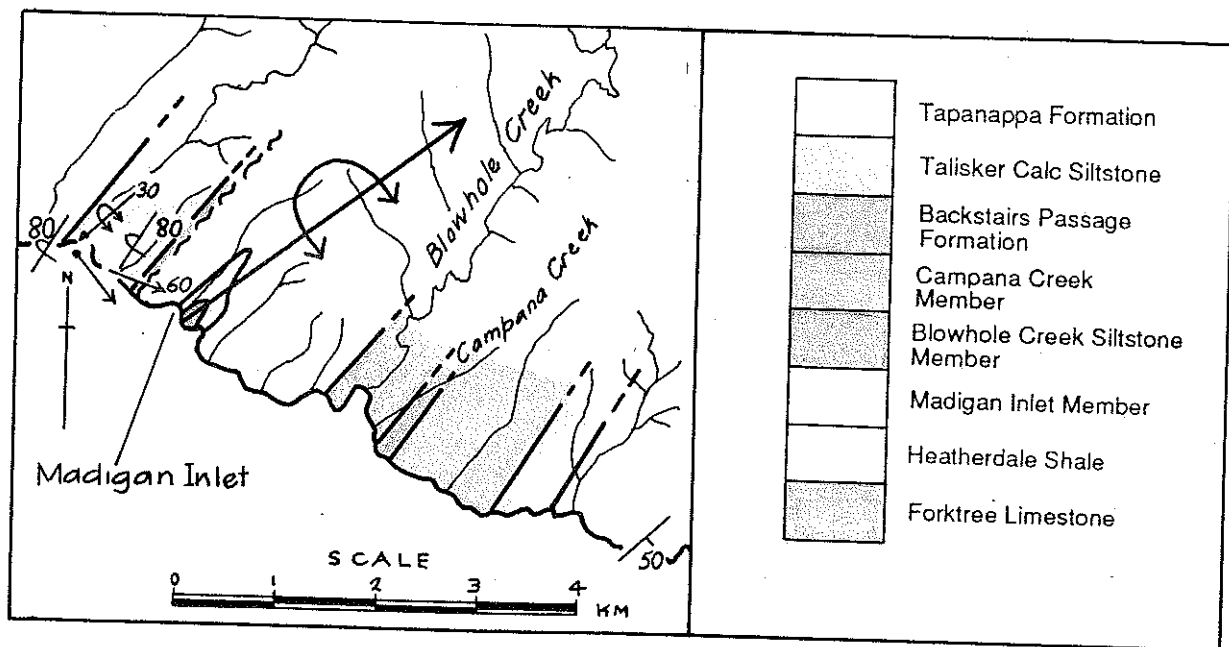 Blowhole Creek
Campana Creek
30
80
80
60
N
Madigan Inlet
50
SCALE
0 1 2 3 4
KM
Tapanappa Formation
Talisker Calc Siltstone
Backstairs Passage
Formation
Campana Creek
Member
Blowhole Creek Siltstone
Member
Madigan Inlet Member
Heatherdale Shale
Forktree Limestone